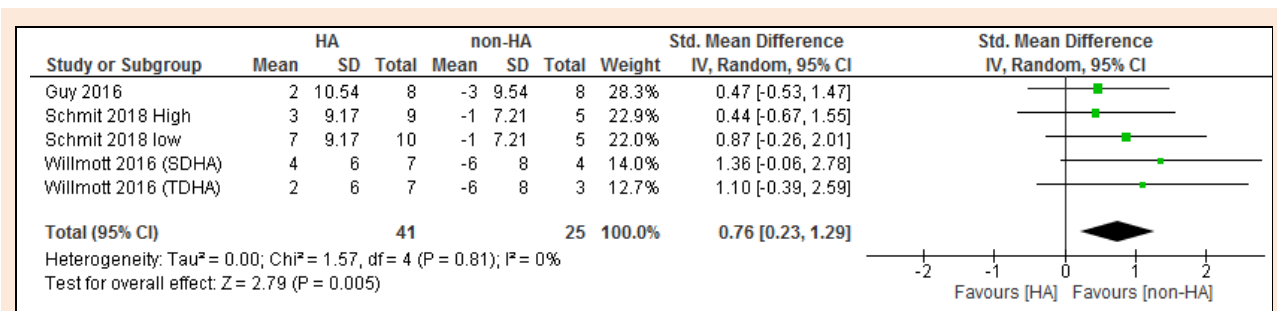 HA non-HA Std. Mean Difference Std. Mean Difference
Study or Subgroup Mean SD Total Mean SD Total Weight IV, Random, 95% CI IV, Random, 95% CI
Guy 2016 2 10.54 8 -3 9.54 8 28.3% 0.47 [-0.53, 1.47]
Schmit 2018 High 3 9.17 9 -1 7.21 5 22.9% 0.44 [-0.67, 1.55]
Schmit 2018 low 7 9.17 10 -1 7.21 5 22.0% 0.87 [-0.26, 2.01]
Willmott 2016 (SDHA) 4 6 7 -6 8 4 14.0% 1.36 [-0.06, 2.78]
Willmott 2016 (TDHA) 2 6 7 -6 8 3 12.7% 1.10 [-0.39, 2.59]
Total (95% CI) 41 25 100.0% 0.76 [0.23, 1.29]
Heterogeneity: Tau² = 0.00; Chi² = 1.57, df = 4 (P = 0.81); I² = 0%
Test for overall effect: Z = 2.79 (P = 0.005)
-2 -1 0 1 2
Favours [HA] Favours [non-HA]